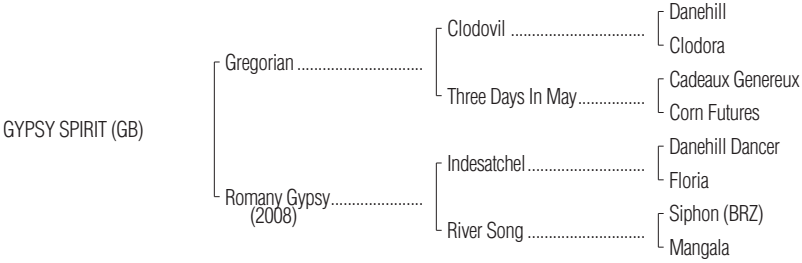 Danehill
Clodovil ....................................
Clodora
Gregorian .................................
Cadeaux Genereux
Three Days In May..................
Corn Futures
GYPSY SPIRIT (GB)
Danehill Dancer
Indesatchel...............................
Floria
Romany Gypsy........................
(2008)
Siphon (BRZ)
River Song ...............................
Mangala